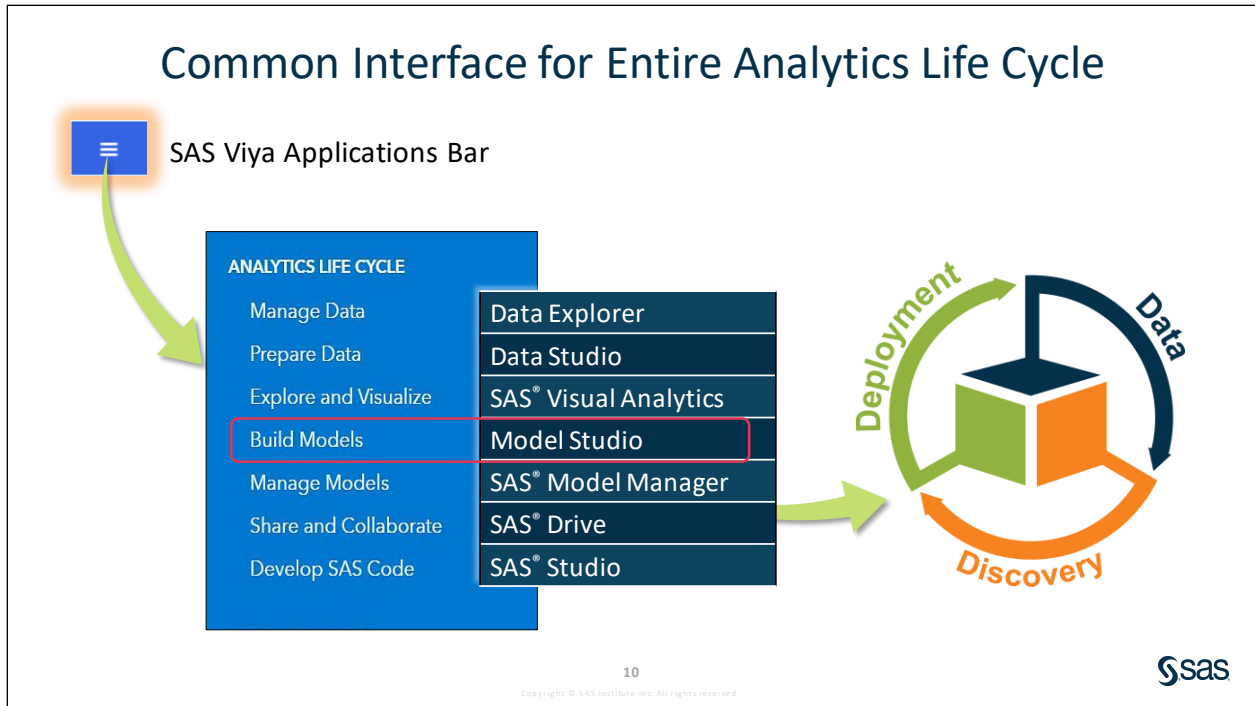 Common Interface for Entire Analytics Life Cycle
SAS Viya Applications Bar
ANALYTICS LIFE CYCLE
Manage Data Data Explorer
Prepare Data Data Studio
Explore and Visualize SAS® Visual Analytics
Build Models Model Studio
Manage Models SAS® Model Manager
Share and Collaborate SAS® Drive
Develop SAS Code SAS® Studio
Deployment
Data
Discovery
10
Copyright © SAS Institute Inc. All rights reserved.
sas